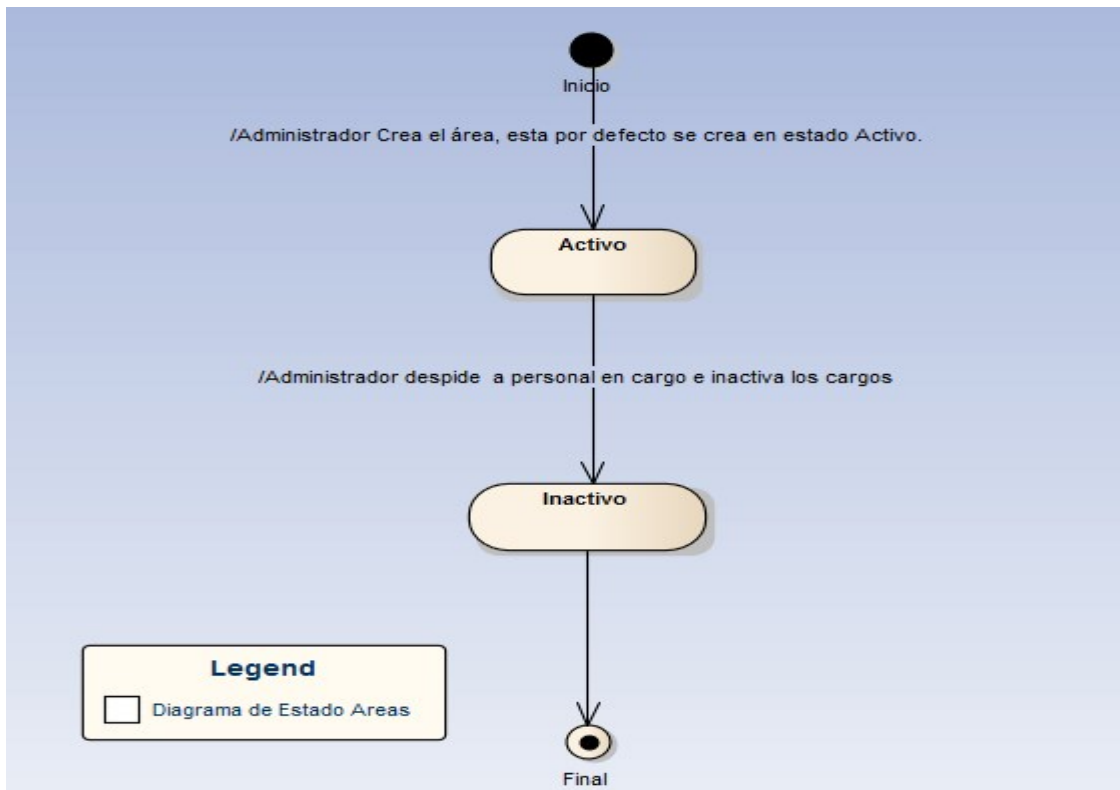 Inicio
/Administrador Crea el área, esta por defecto se crea en estado Activo.
Activo
/Administrador despide a personal en cargo e inactiva los cargos
Inactivo
Legend
Diagrama de Estado Areas
Final